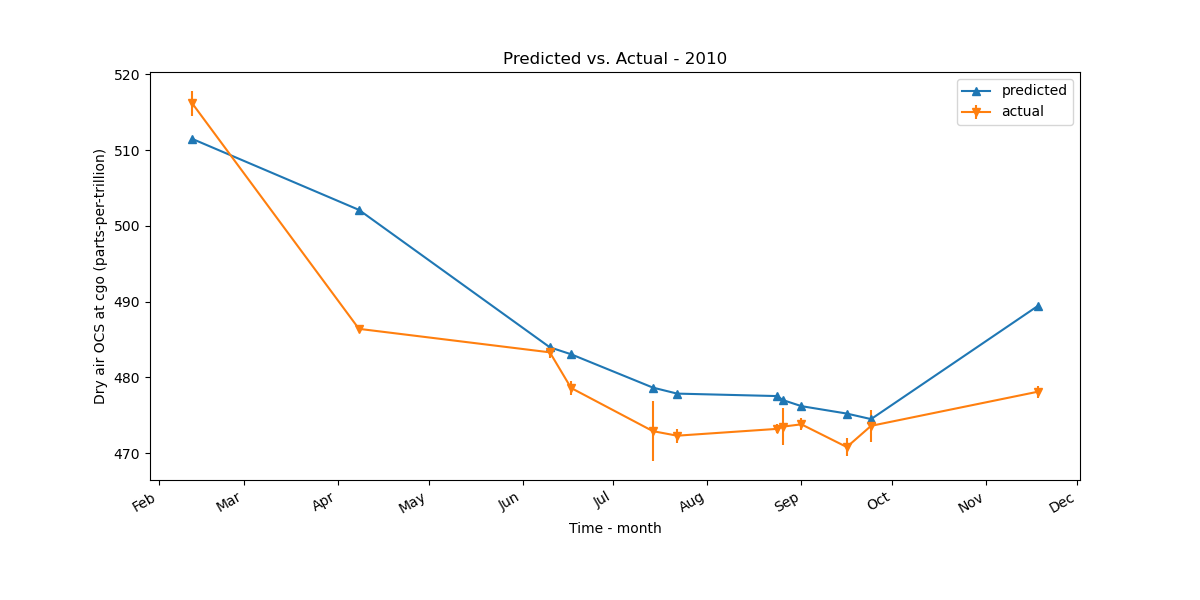 Predicted vs. Actual - 2010
520
510
500
490
480
470
Dry air OCS at cgo (parts-per-trillion)
predicted
actual
Feb Mar Apr May Jun Jul Aug Sep Oct Nov Dec
Time - month